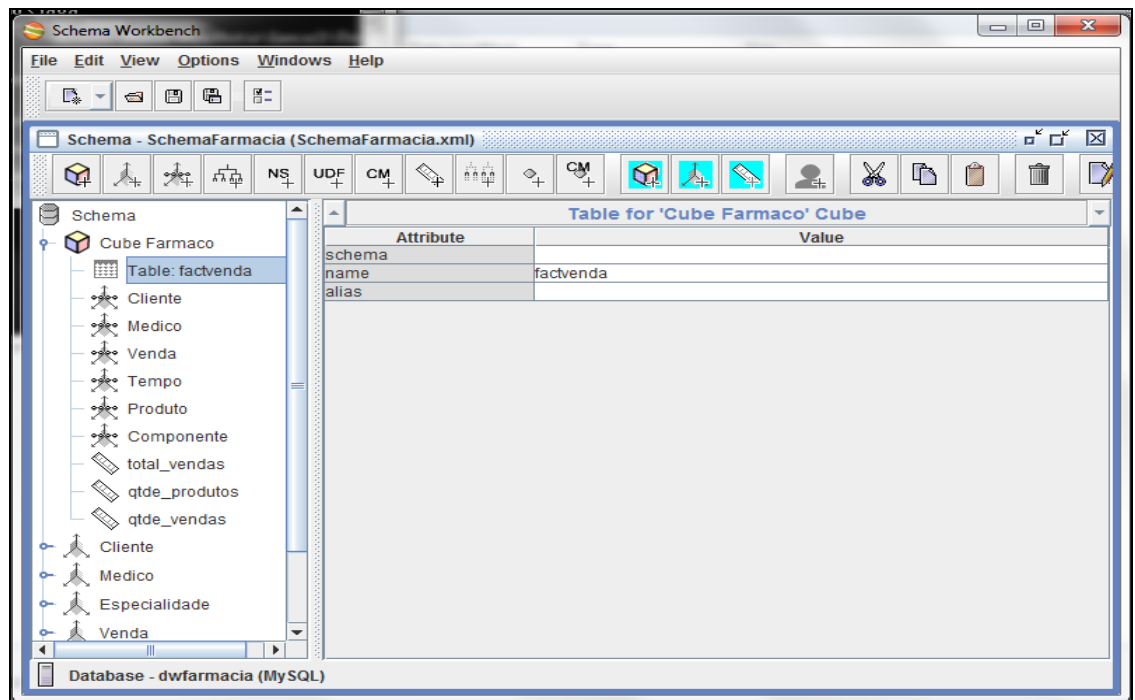 Schema Workbench
File Edit View Options Windows Help
Schema - SchemaFarmacia (SchemaFarmacia.xml)
NS UDF CM CM
Schema
Cube Farmaco
Table: factvenda
Cliente
Medico
Venda
Tempo
Produto
Componente
total_vendas
qtde_produtos
qtde_vendas
Cliente
Medico
Especialidade
Venda
Table for 'Cube Farmaco' Cube
Attribute Value
schema
name factvenda
alias
Database - dwfarmacia (MySQL)